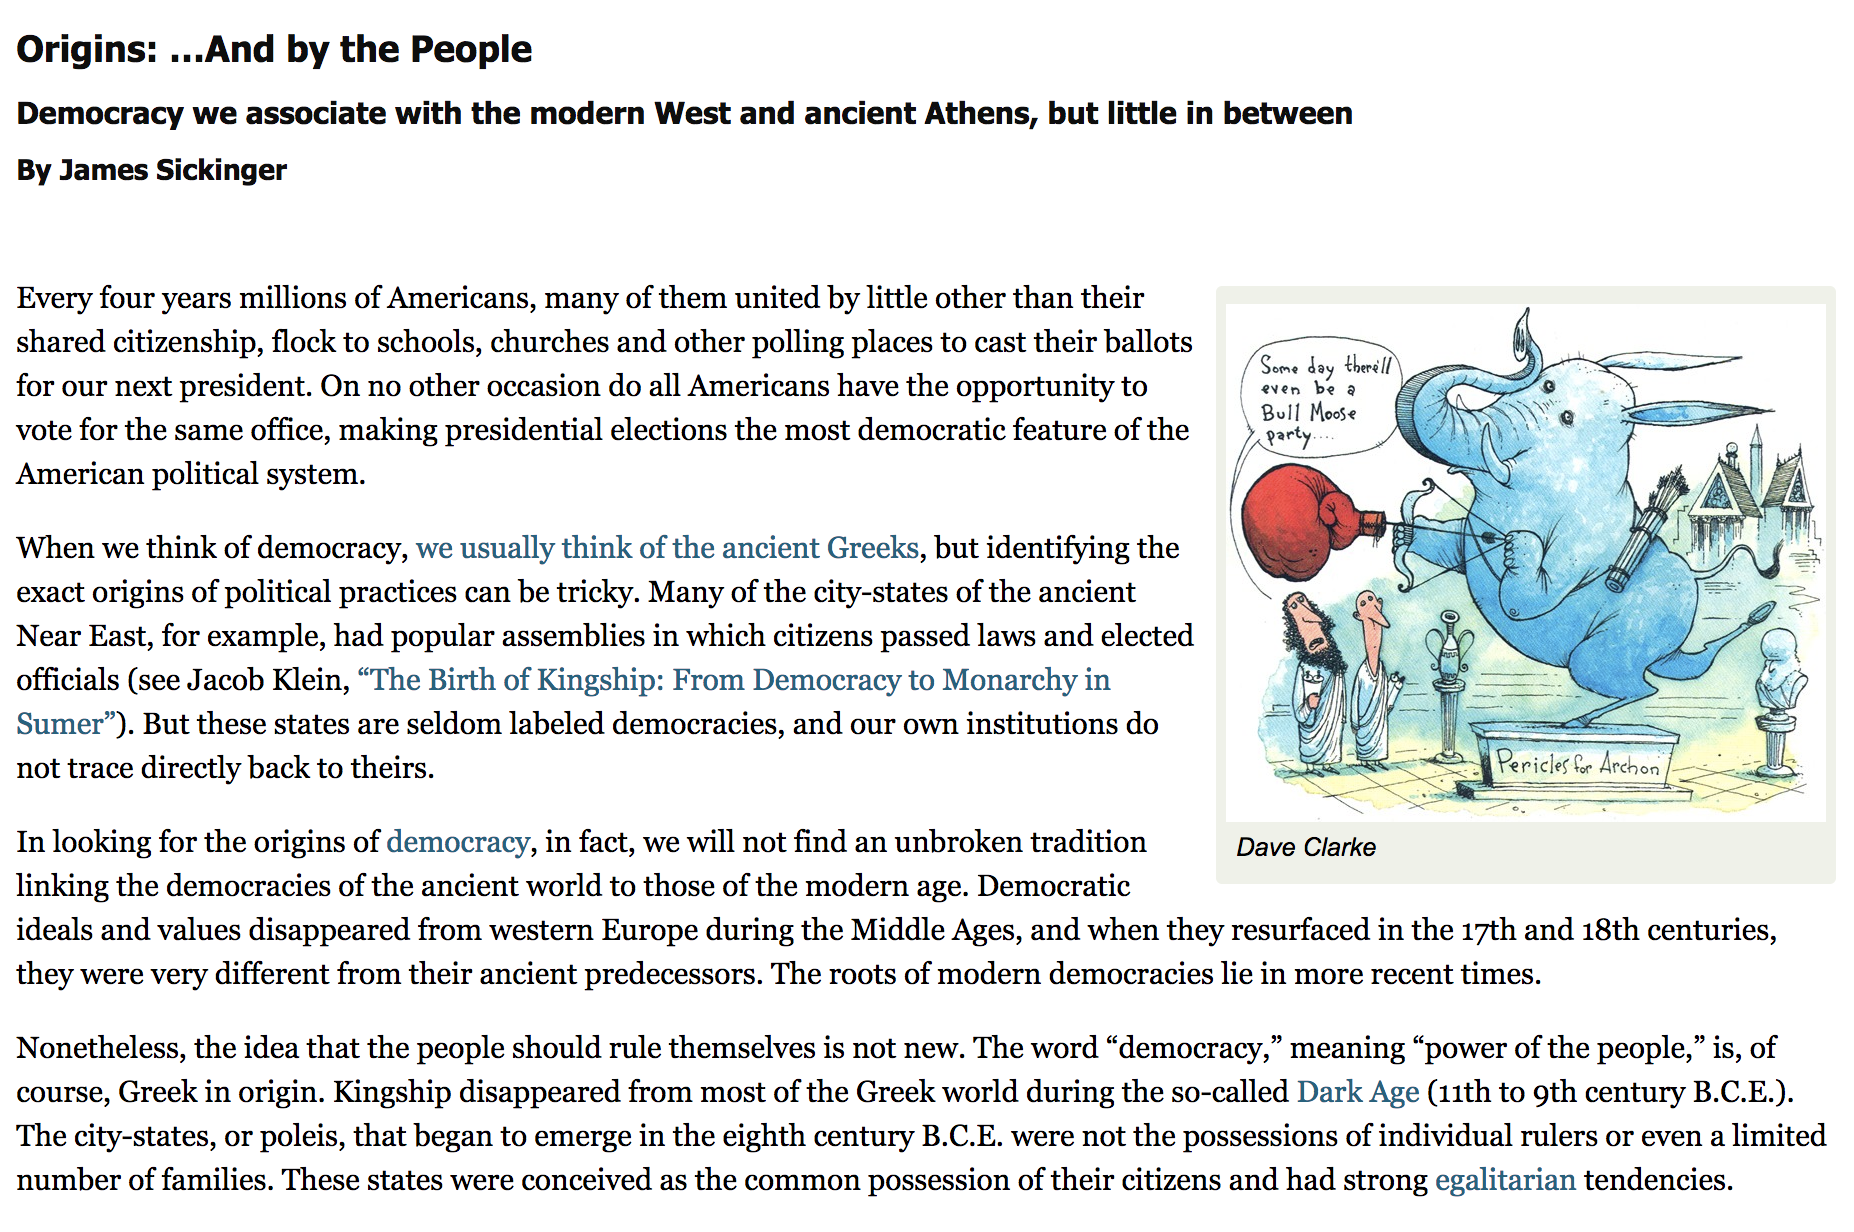 Origins: …And by the People
Democracy we associate with the modern West and ancient Athens, but little in between
By James Sickinger
Every four years millions of Americans, many of them united by little other than their
shared citizenship, flock to schools, churches and other polling places to cast their ballots
for our next president. On no other occasion do all Americans have the opportunity to
vote for the same office, making presidential elections the most democratic feature of the
American political system.
When we think of democracy, we usually think of the ancient Greeks, but identifying the
exact origins of political practices can be tricky. Many of the city-states of the ancient
Near East, for example, had popular assemblies in which citizens passed laws and elected
officials (see Jacob Klein, “The Birth of Kingship: From Democracy to Monarchy in
Sumer”). But these states are seldom labeled democracies, and our own institutions do
not trace directly back to theirs.
Some day there'll
even be a
Bull Moose
party....
Pericles for Archon
Dave Clarke
In looking for the origins of democracy, in fact, we will not find an unbroken tradition
linking the democracies of the ancient world to those of the modern age. Democratic
ideals and values disappeared from western Europe during the Middle Ages, and when they resurfaced in the 17th and 18th centuries,
they were very different from their ancient predecessors. The roots of modern democracies lie in more recent times.
Nonetheless, the idea that the people should rule themselves is not new. The word “democracy,” meaning “power of the people,” is, of
course, Greek in origin. Kingship disappeared from most of the Greek world during the so-called Dark Age (11th to 9th century B.C.E.).
The city-states, or poleis, that began to emerge in the eighth century B.C.E. were not the possessions of individual rulers or even a limited
number of families. These states were conceived as the common possession of their citizens and had strong egalitarian tendencies.